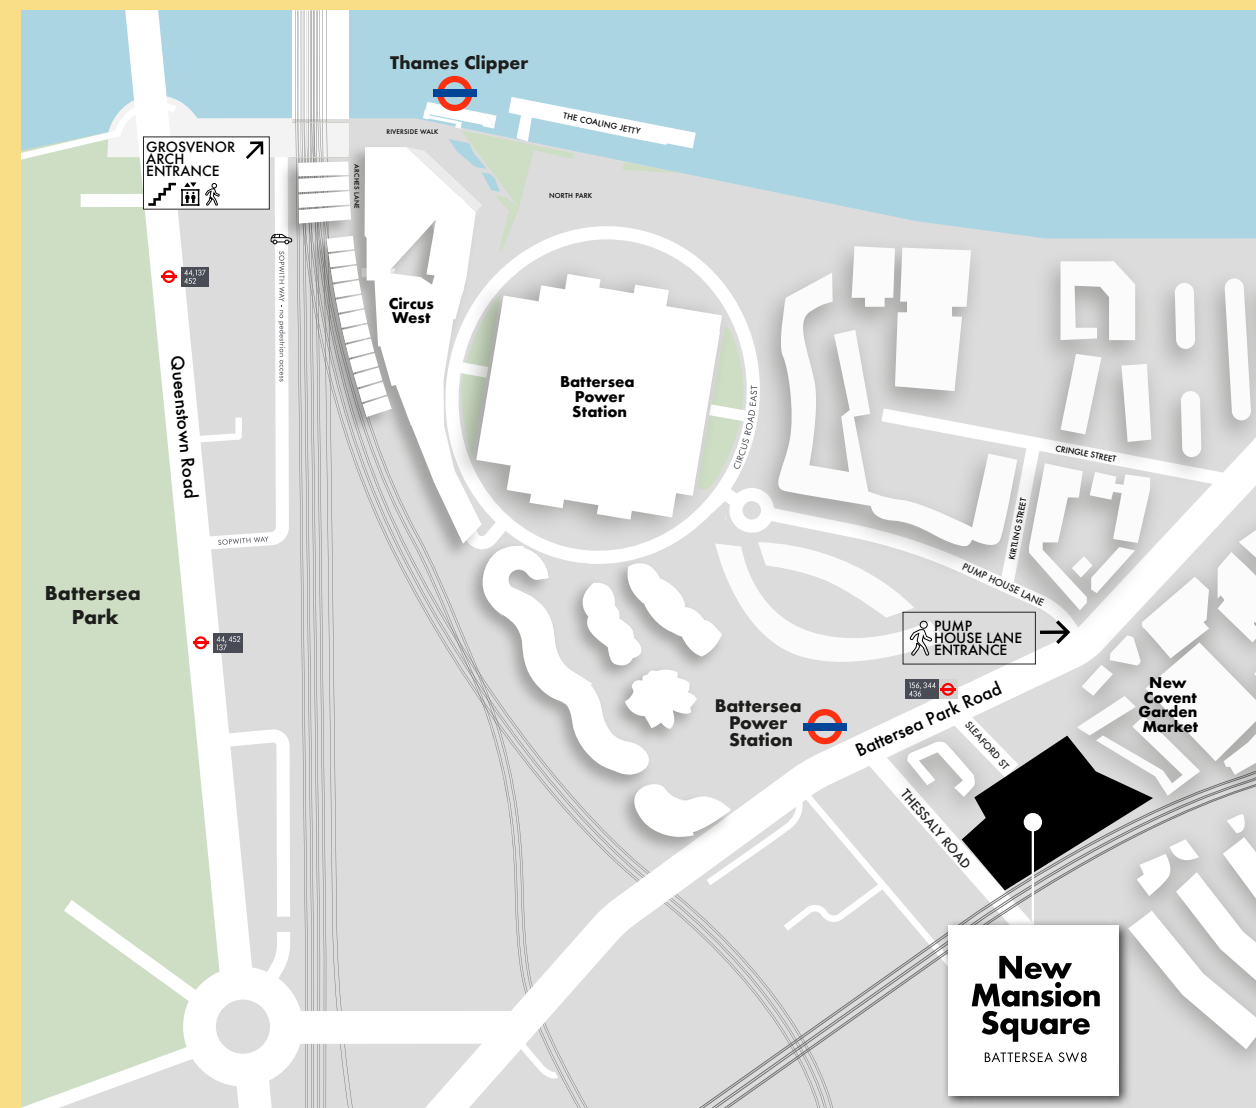 Thames Clipper
THE COALING JETTY
RIVERSIDE WALK
GROSVENOR
ARCH
ENTRANCE
ARCHES LANE
NORTH PARK
44,137
452
SOPWITH WAY - no pedestrian access
Circus
West
Queenstown Road
Battersea
Power
Station
CIRCUS ROAD EAST
CRINGLE STREET
KIRTLING STREET
SOPWITH WAY
PUMP HOUSE LANE
Battersea
Park
44, 452
137
PUMP
HOUSE LANE
ENTRANCE
156, 344
436
Battersea Park Road
Battersea
Power
Station
New
Covent
Garden
Market
SLEAFORD ST
THESSALY ROAD
New
Mansion
Square
BATTERSEA SW8